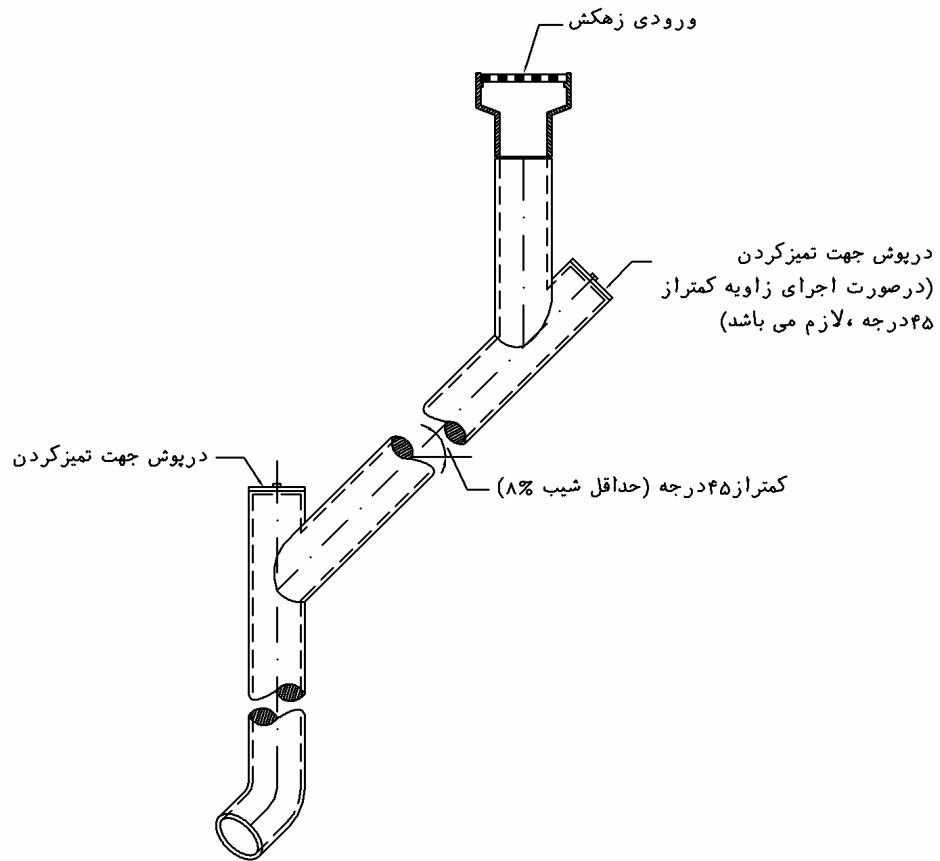 ورودی زهکش
درپوش جهت تمیزکردن
(درصورت اجرای زاویه کمتراز
۴۵درجه ،لازم می باشد)
درپوش جهت تمیزکردن
کمتراز۴۵درجه (حداقل شیب ۸%)